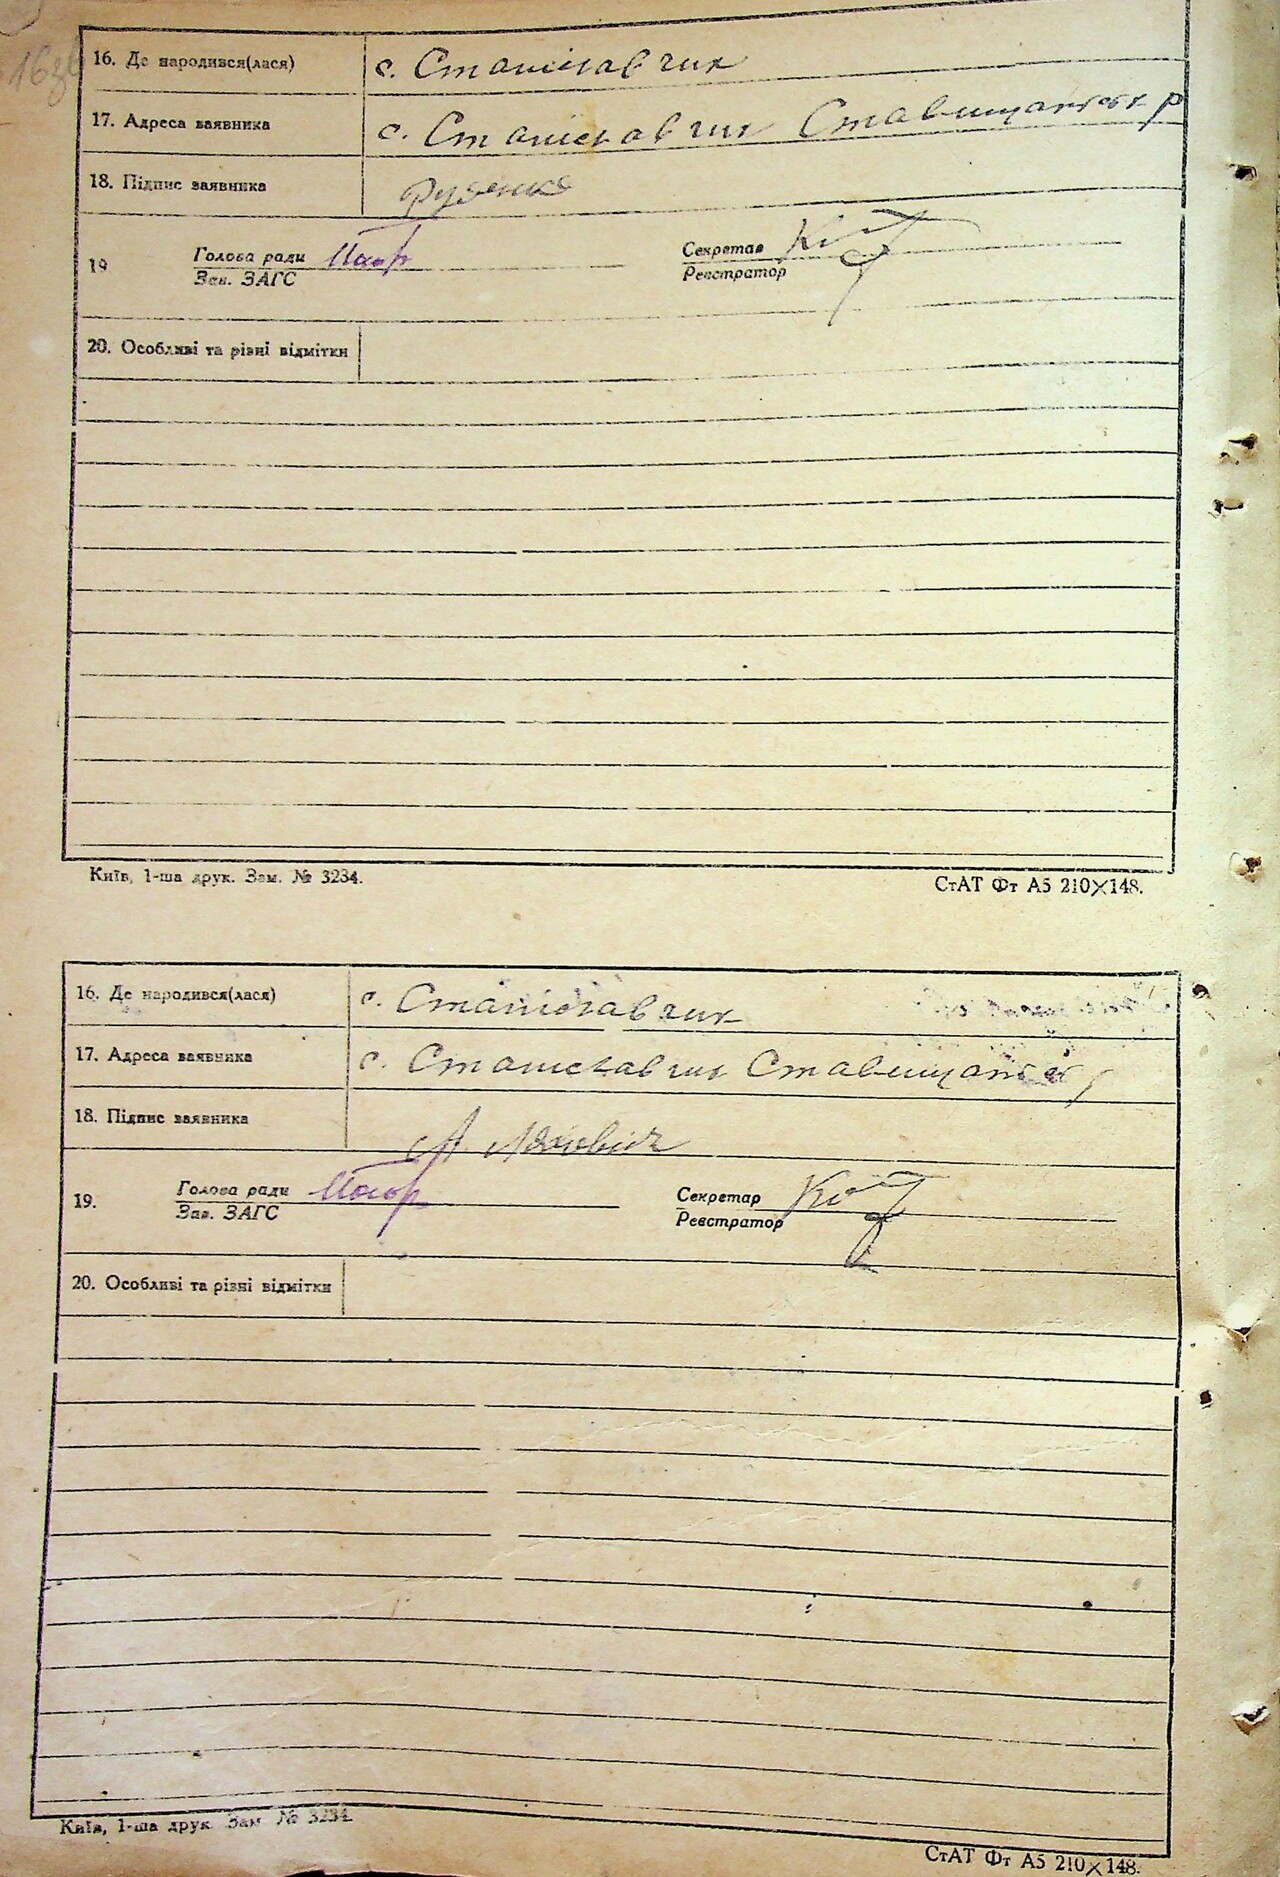 16. Де народився(лася) с. Станіславчик
17. Адреса заявника с. Станіславчик Ставищанськ р
18. Підпис заявника Руденко
19 Голова ради Секретар
Зав. ЗАГС Реєстратор
20. Особливі та різні відмітки
Київ, 1-ша друк. Зам. № 3234. СтАТ Фт А5 210×148.
16. Де народився(лася) с. Станіславчик
17. Адреса заявника с. Станіславчик Ставищанськ р
18. Підпис заявника А.
19. Голова ради Секретар
Зав. ЗАГС Реєстратор
20. Особливі та різні відмітки
Київ, 1-ша друк. Зам. № 3234. СтАТ Фт А5 210×148.